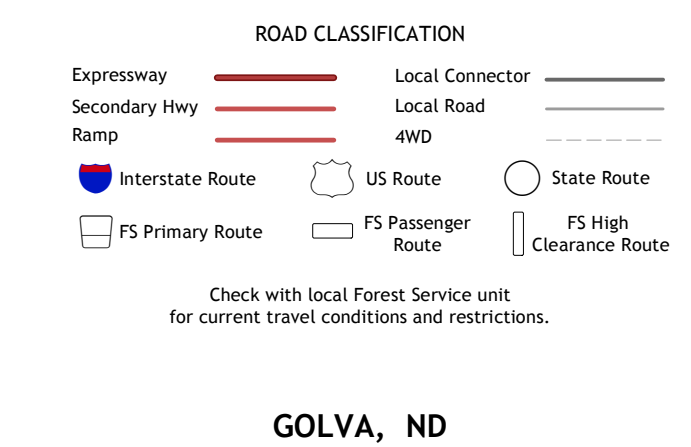 ROAD CLASSIFICATION
Expressway
Local Connector
Secondary Hwy
Local Road
Ramp
4WD
Interstate Route
US Route
State Route
FS Primary Route
FS Passenger
Route
FS High
Clearance Route
Check with local Forest Service unit
for current travel conditions and restrictions.
GOLVA, ND